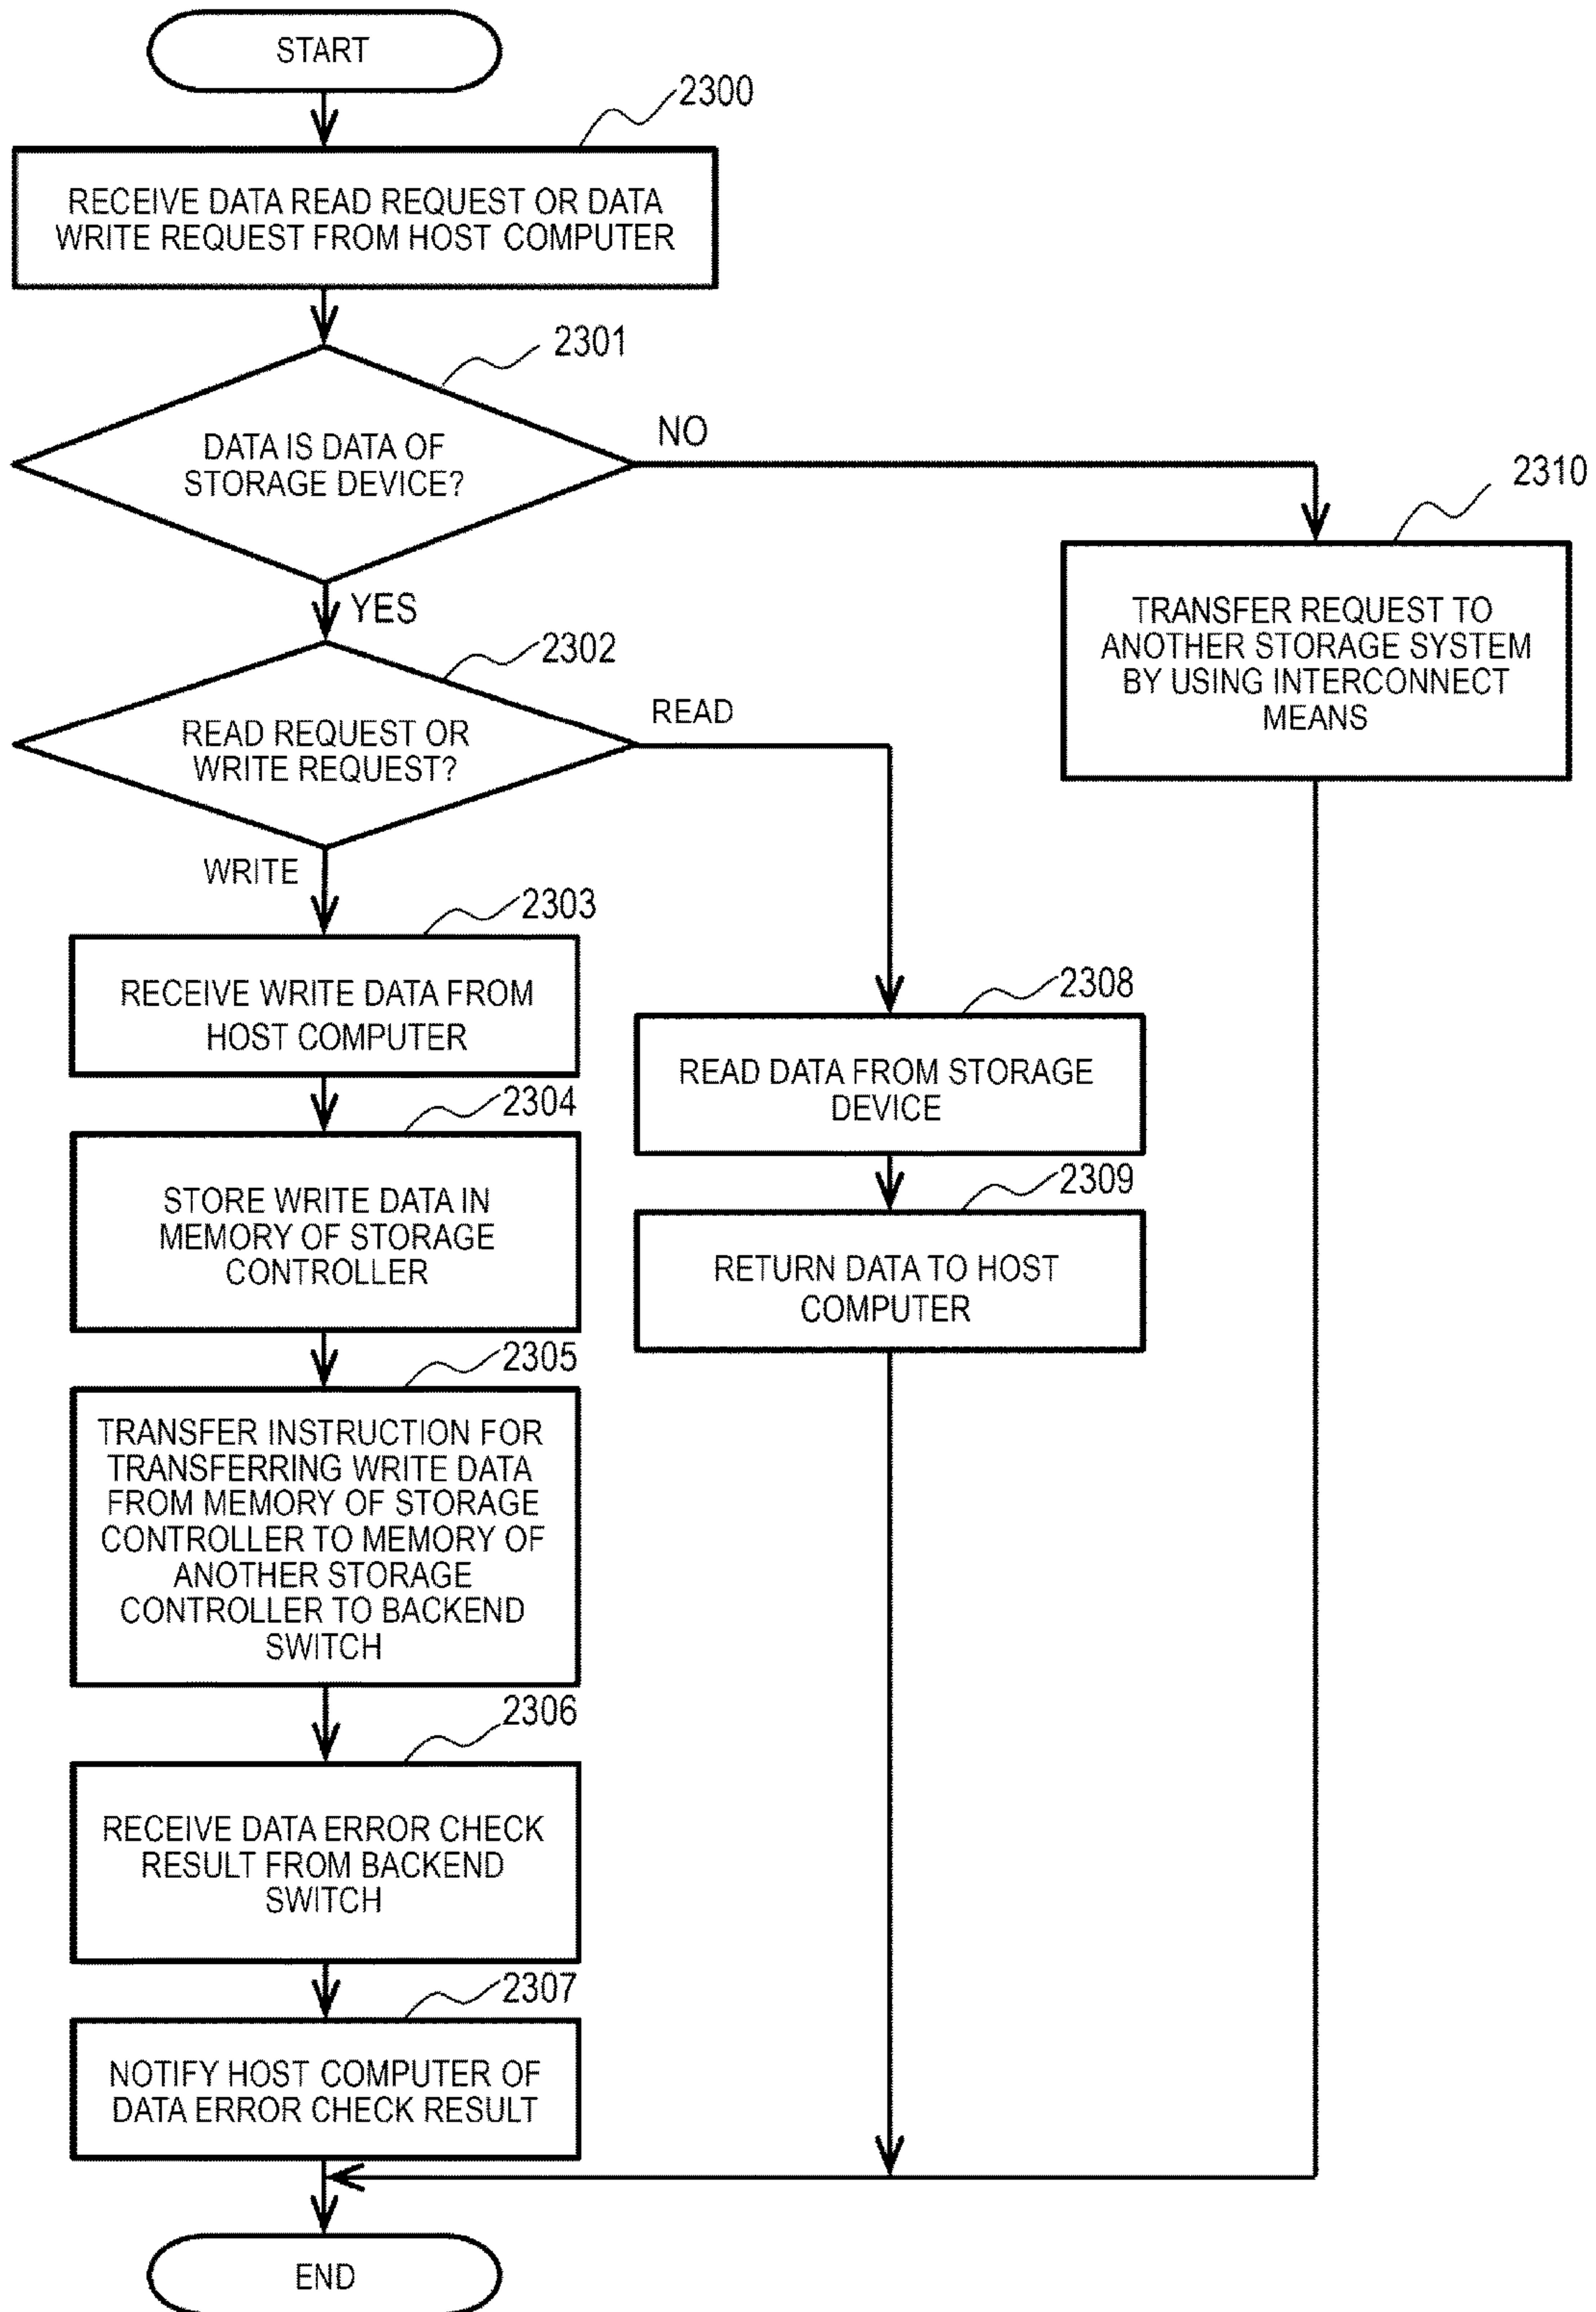 START
2300
RECEIVE DATA READ REQUEST OR DATA
WRITE REQUEST FROM HOST COMPUTER
2301
DATA IS DATA OF
STORAGE DEVICE?
NO
YES
2310
TRANSFER REQUEST TO
ANOTHER STORAGE SYSTEM
BY USING INTERCONNECT
MEANS
2302
READ REQUEST OR
WRITE REQUEST?
READ
WRITE
2303
RECEIVE WRITE DATA FROM
HOST COMPUTER
2308
READ DATA FROM STORAGE
DEVICE
2304
STORE WRITE DATA IN
MEMORY OF STORAGE
CONTROLLER
2309
RETURN DATA TO HOST
COMPUTER
2305
TRANSFER INSTRUCTION FOR
TRANSFERRING WRITE DATA
FROM MEMORY OF STORAGE
CONTROLLER TO MEMORY OF
ANOTHER STORAGE
CONTROLLER TO BACKEND
SWITCH
2306
RECEIVE DATA ERROR CHECK
RESULT FROM BACKEND
SWITCH
2307
NOTIFY HOST COMPUTER OF
DATA ERROR CHECK RESULT
END